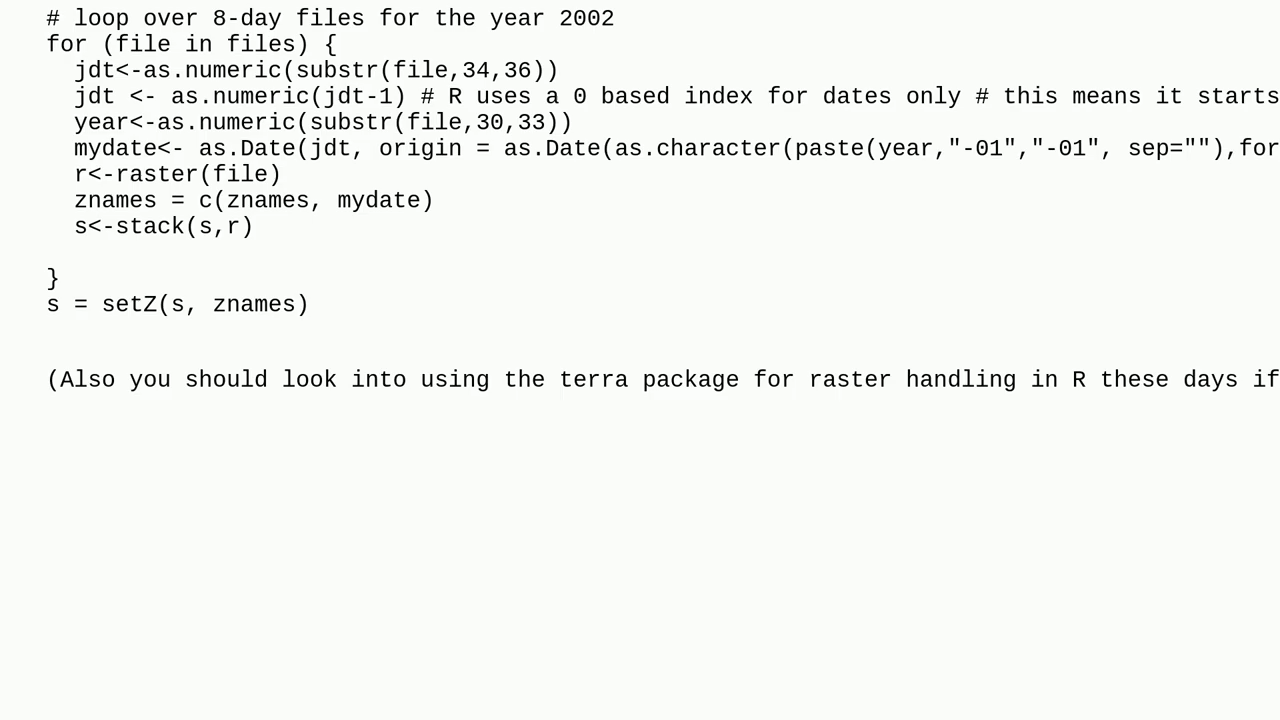 # loop over 8-day files for the year 2002
for (file in files) {
  jdt<-as.numeric(substr(file,34,36))
  jdt <- as.numeric(jdt-1) # R uses a 0 based index for dates only # this means it starts
  year<-as.numeric(substr(file,30,33))
  mydate<- as.Date(jdt, origin = as.Date(as.character(paste(year,"-01","-01", sep=""),for
  r<-raster(file)
  znames = c(znames, mydate)
  s<-stack(s,r)
}
s = setZ(s, znames)
(Also you should look into using the terra package for raster handling in R these days if